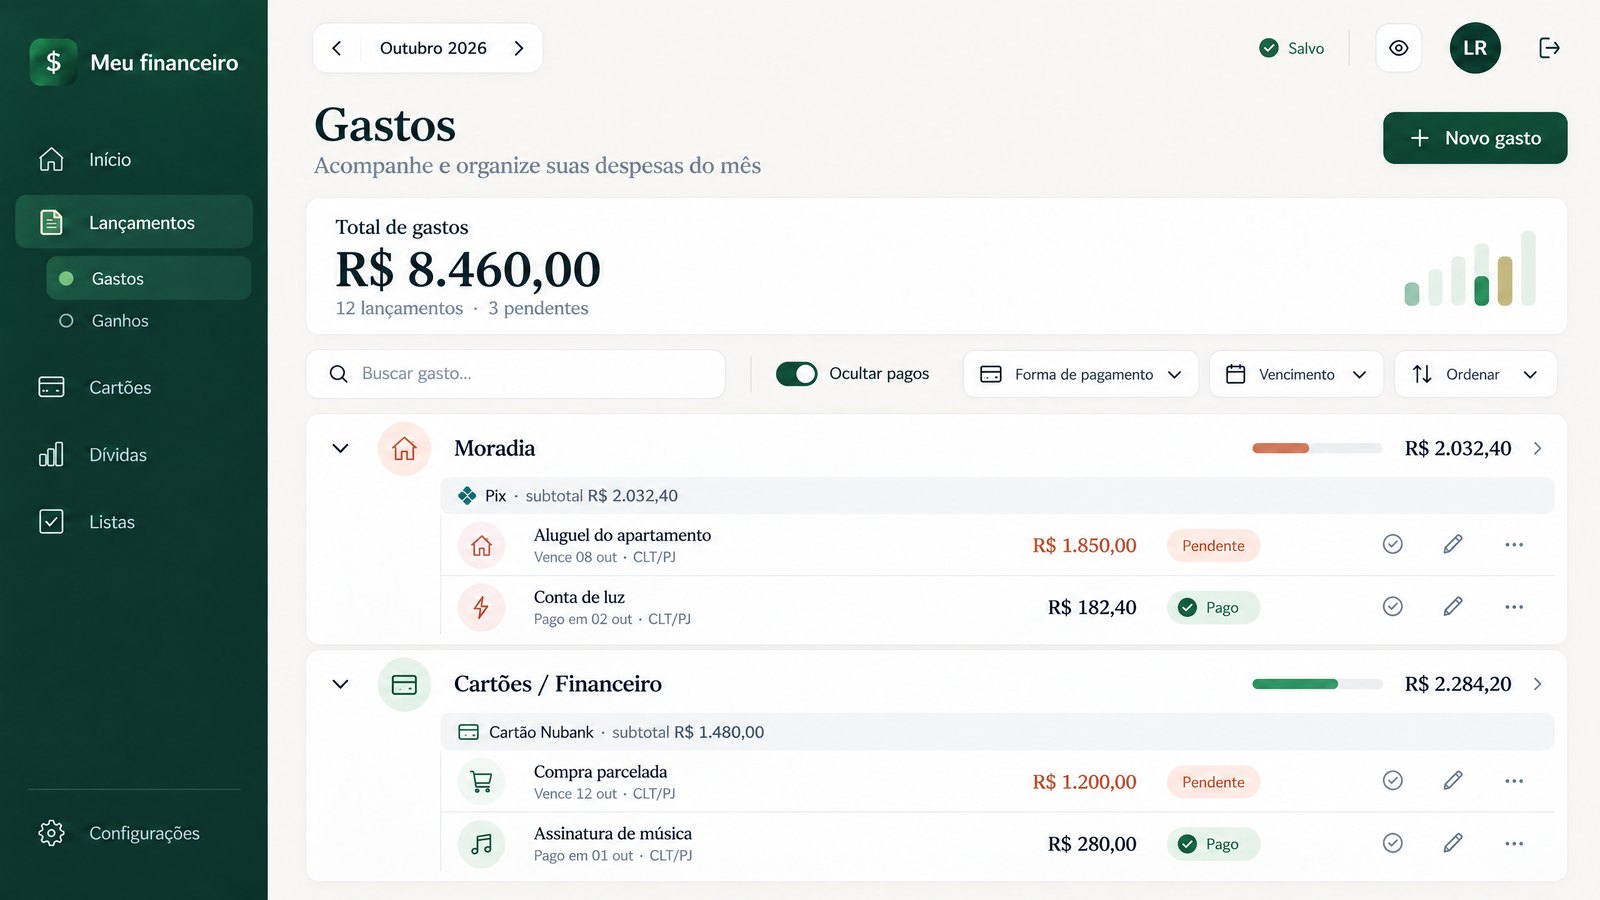 $ Meu financeiro
Início
Lançamentos
Gastos
Ganhos
Cartões
Dívidas
Listas
Configurações
Outubro 2026
Salvo
LR
Gastos
Acompanhe e organize suas despesas do mês
+ Novo gasto
Total de gastos
R$ 8.460,00
12 lançamentos · 3 pendentes
Buscar gasto...
Ocultar pagos
Forma de pagamento
Vencimento
Ordenar
Moradia
R$ 2.032,40
Pix · subtotal R$ 2.032,40
Aluguel do apartamento
Vence 08 out · CLT/PJ
R$ 1.850,00
Pendente
Conta de luz
Pago em 02 out · CLT/PJ
R$ 182,40
Pago
Cartões / Financeiro
R$ 2.284,20
Cartão Nubank · subtotal R$ 1.480,00
Compra parcelada
Vence 12 out · CLT/PJ
R$ 1.200,00
Pendente
Assinatura de música
Pago em 01 out · CLT/PJ
R$ 280,00
Pago